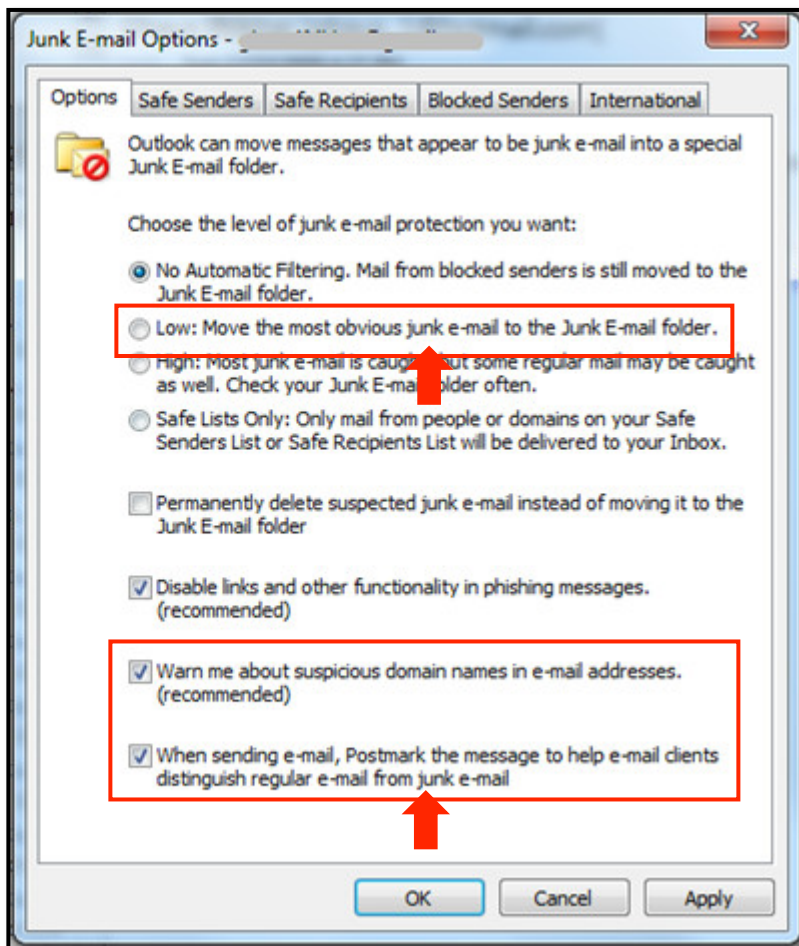 Junk E-mail Options -
Options Safe Senders Safe Recipients Blocked Senders International
Outlook can move messages that appear to be junk e-mail into a special
Junk E-mail folder.
Choose the level of junk e-mail protection you want:
No Automatic Filtering. Mail from blocked senders is still moved to the
Junk E-mail folder.
Low: Move the most obvious junk e-mail to the Junk E-mail folder.
High: Most junk e-mail is caught, but some regular mail may be caught
as well. Check your Junk E-mail folder often.
Safe Lists Only: Only mail from people or domains on your Safe
Senders List or Safe Recipients List will be delivered to your Inbox.
Permanently delete suspected junk e-mail instead of moving it to the
Junk E-mail folder
Disable links and other functionality in phishing messages.
(recommended)
Warn me about suspicious domain names in e-mail addresses.
(recommended)
When sending e-mail, Postmark the message to help e-mail clients
distinguish regular e-mail from junk e-mail
OK Cancel Apply